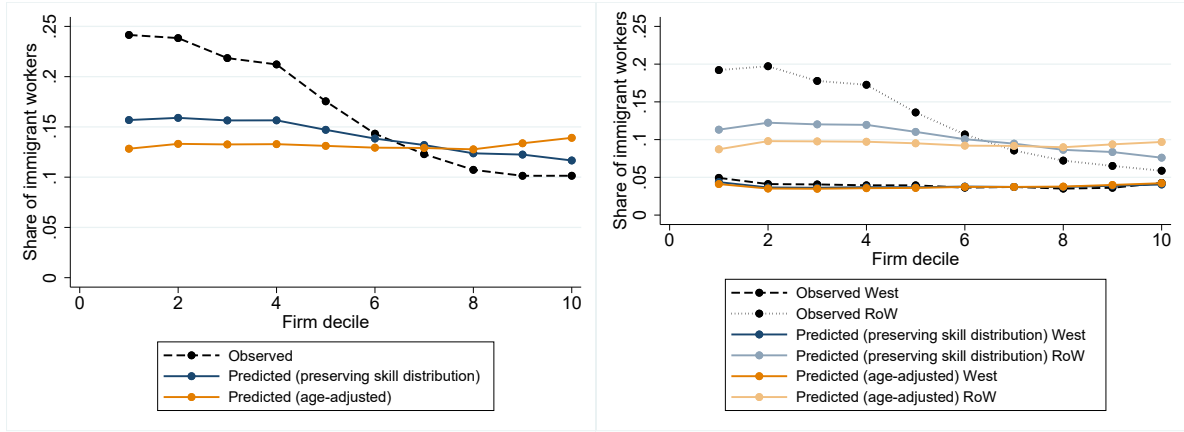 Share of immigrant workers
.25
.2
.15
.1
.05
0
0 2 4 6 8 10
Firm decile
Observed
Predicted (preserving skill distribution)
Predicted (age-adjusted)
Share of immigrant workers
.25
.2
.15
.1
.05
0
0 2 4 6 8 10
Firm decile
Observed West
Observed RoW
Predicted (preserving skill distribution) West
Predicted (preserving skill distribution) RoW
Predicted (age-adjusted) West
Predicted (age-adjusted) RoW